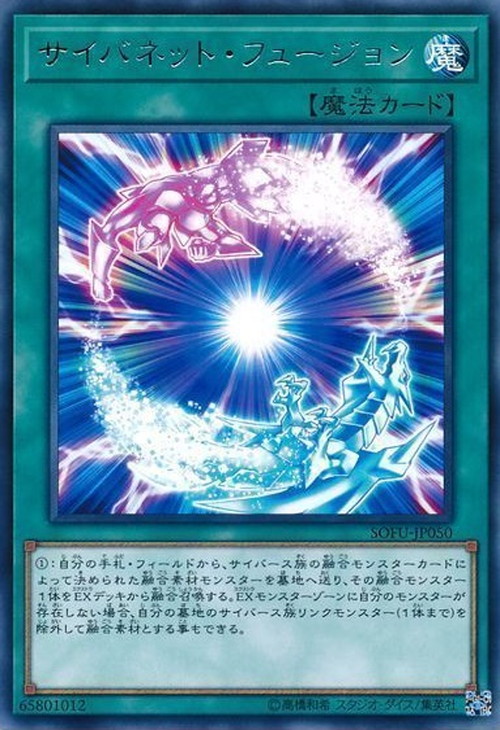 サイバネット・フュージョン 魔
【魔法カード】
SOFU-JP050
①：自分の手札・フィールドから、サイバース族の融合モンスターカードに
よって決められた融合素材モンスターを墓地へ送り、その融合モンスター
１体をEXデッキから融合召喚する。EXモンスターゾーンに自分のモンスターが
存在しない場合、自分の墓地のサイバース族リンクモンスター(１体まで)を
除外して融合素材とする事もできる。
65801012 ©高橋和希 スタジオ・ダイス/集英社